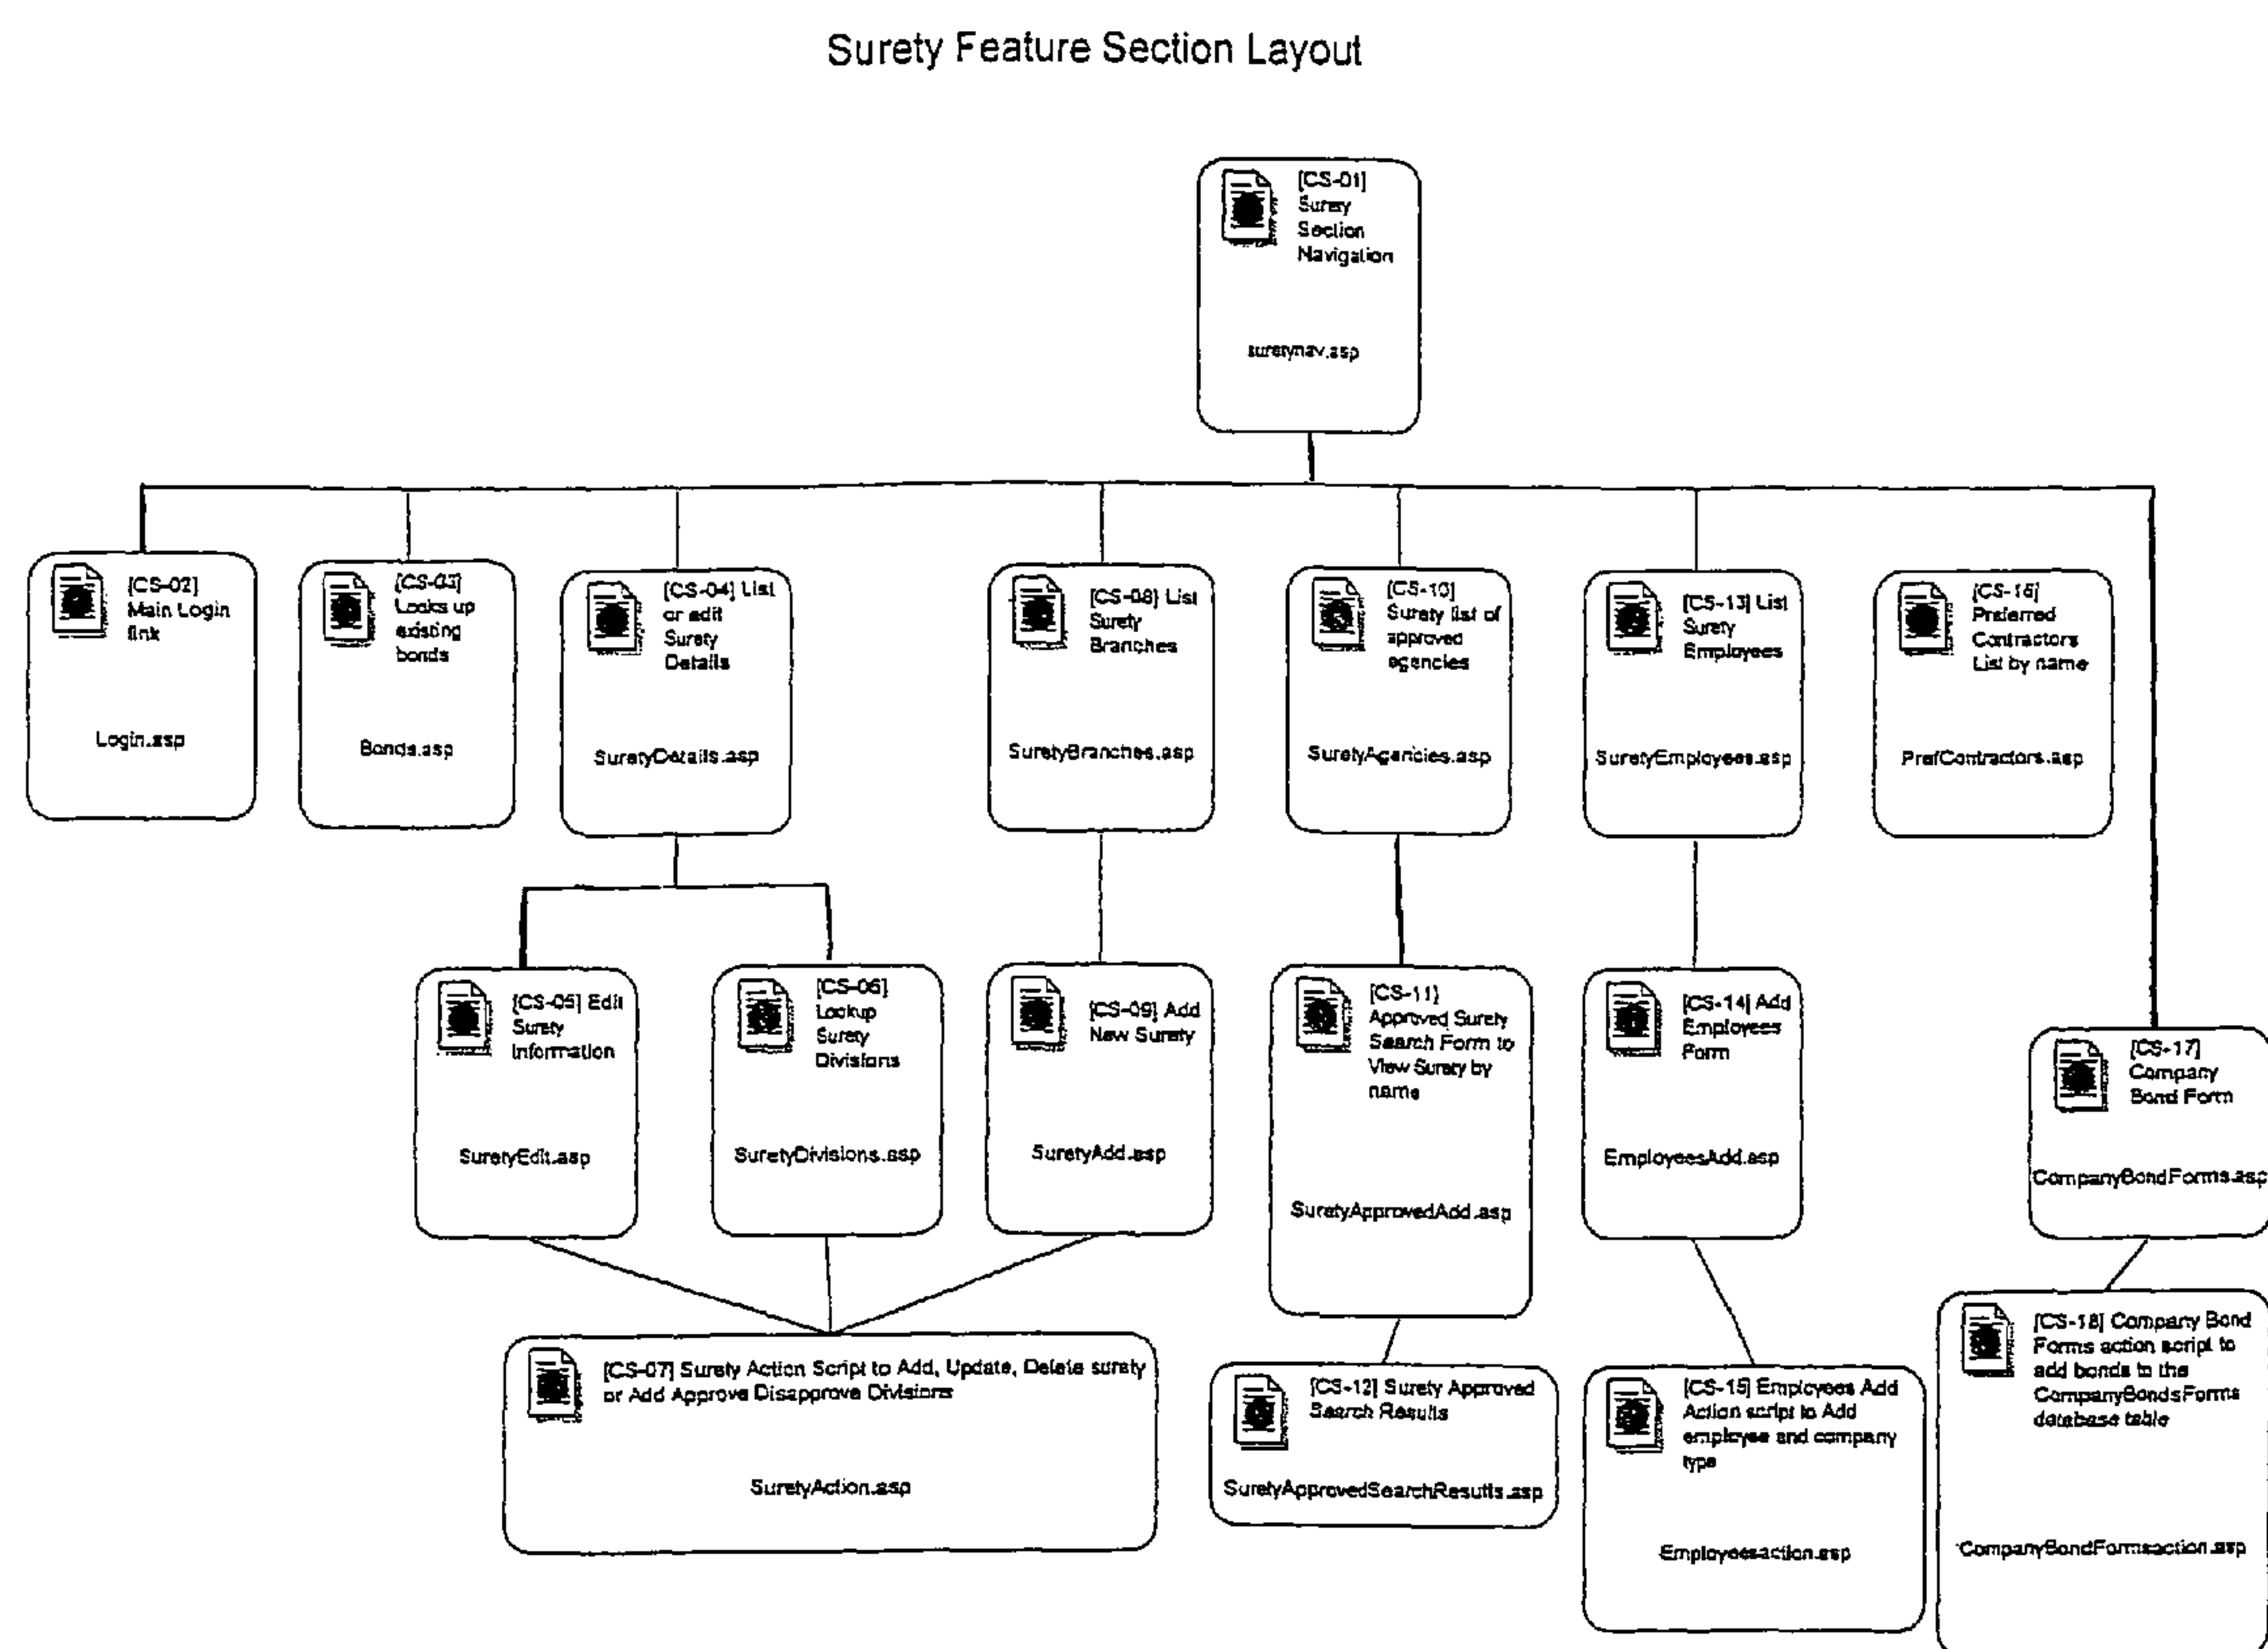 Surety Feature Section Layout
[CS-01]
Surety
Section
Navigation
suretynav.asp
[CS-02]
Main Login
link
Login.asp
[CS-03]
Looks up
existing
bonds
Bonds.asp
[CS-04] List
or edit
Surety
Details
SuretyDetails.asp
[CS-08] List
Surety
Branches
SuretyBranches.asp
[CS-10]
Surety list of
approved
agencies
SuretyAgencies.asp
[CS-13] List
Surety
Employees
SuretyEmployees.asp
[CS-16]
Preferred
Contractors
List by name
PrefContractors.asp
[CS-05] Edit
Surety
Information
SuretyEdit.asp
[CS-06]
Lookup
Surety
Divisions
SuretyDivisions.asp
[CS-09] Add
New Surety
SuretyAdd.asp
[CS-11]
Approved Surety
Search Form to
View Surety by
name
SuretyApprovedAdd.asp
[CS-14] Add
Employees
Form
EmployeesAdd.asp
[CS-17]
Company
Bond Form
CompanyBondForms.asp
[CS-07] Surety Action Script to Add, Update, Delete surety
or Add Approve Disapprove Divisions
SuretyAction.asp
[CS-12] Surety Approved
Search Results
SuretyApprovedSearchResults.asp
[CS-15] Employees Add
Action script to Add
employee and company
type
Employeesaction.asp
[CS-18] Company Bond
Forms action script to
add bonds to the
CompanyBondsForms
database table
CompanyBondFormsaction.asp